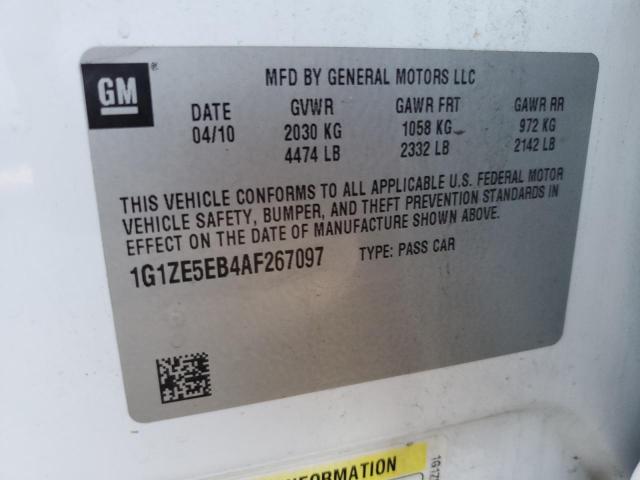 GM
MFD BY GENERAL MOTORS LLC
DATE GVWR GAWR FRT GAWR RR
04/10 2030 KG 1058 KG 972 KG
4474 LB 2332 LB 2142 LB
THIS VEHICLE CONFORMS TO ALL APPLICABLE U.S. FEDERAL MOTOR
VEHICLE SAFETY, BUMPER, AND THEFT PREVENTION STANDARDS IN
EFFECT ON THE DATE OF MANUFACTURE SHOWN ABOVE.
1G1ZE5EB4AF267097 TYPE: PASS CAR
INFORMATION